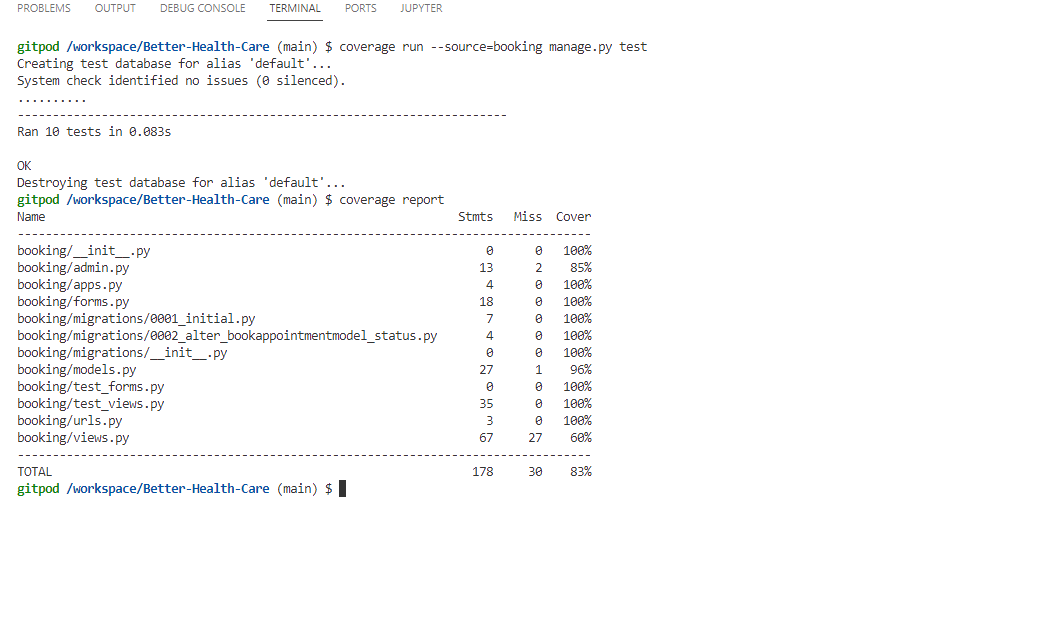 PROBLEMS OUTPUT DEBUG CONSOLE TERMINAL PORTS JUPYTER
gitpod /workspace/Better-Health-Care (main) $ coverage run --source=booking manage.py test
Creating test database for alias 'default'...
System check identified no issues (0 silenced).
..........
----------------------------------------------------------------------
Ran 10 tests in 0.083s
OK
Destroying test database for alias 'default'...
gitpod /workspace/Better-Health-Care (main) $ coverage report
Name Stmts Miss Cover
----------------------------------------------------------------------------------
booking/__init__.py 0 0 100%
booking/admin.py 13 2 85%
booking/apps.py 4 0 100%
booking/forms.py 18 0 100%
booking/migrations/0001_initial.py 7 0 100%
booking/migrations/0002_alter_bookappointmentmodel_status.py 4 0 100%
booking/migrations/__init__.py 0 0 100%
booking/models.py 27 1 96%
booking/test_forms.py 0 0 100%
booking/test_views.py 35 0 100%
booking/urls.py 3 0 100%
booking/views.py 67 27 60%
----------------------------------------------------------------------------------
TOTAL 178 30 83%
gitpod /workspace/Better-Health-Care (main) $